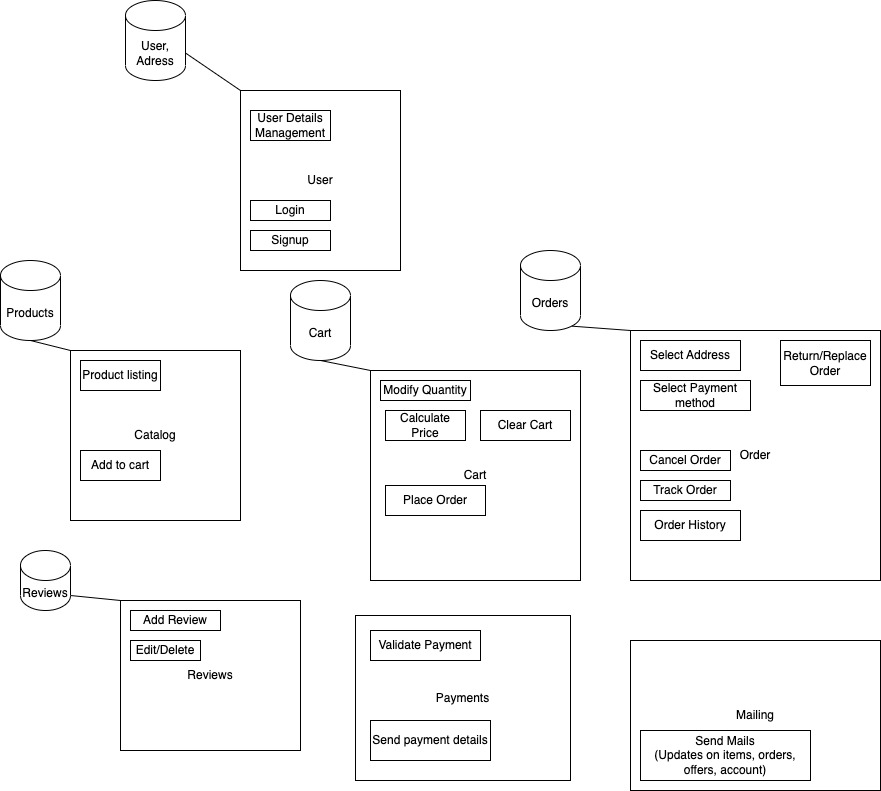 User,
Adress
User Details
Management
User
Login
Signup
Products
Product listing
Catalog
Add to cart
Cart
Modify Quantity
Calculate
Price
Clear Cart
Cart
Place Order
Orders
Select Address
Return/Replace
Order
Select Payment
method
Cancel Order
Order
Track Order
Order History
Reviews
Add Review
Edit/Delete
Reviews
Validate Payment
Payments
Send payment details
Mailing
Send Mails
(Updates on items, orders,
offers, account)